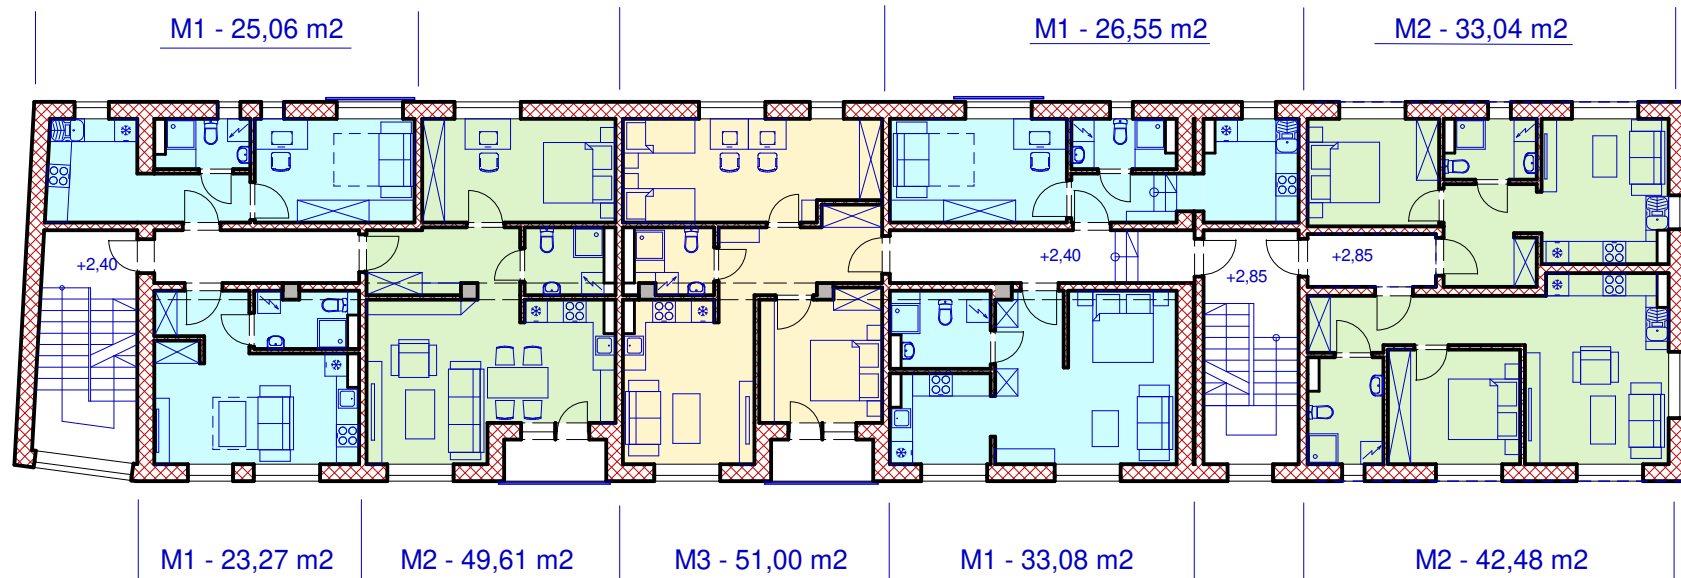 M1 - 25,06 m2
M1 - 26,55 m2
M2 - 33,04 m2
+2,40
+2,40
+2,85
+2,85
M1 - 23,27 m2
M2 - 49,61 m2
M3 - 51,00 m2
M1 - 33,08 m2
M2 - 42,48 m2